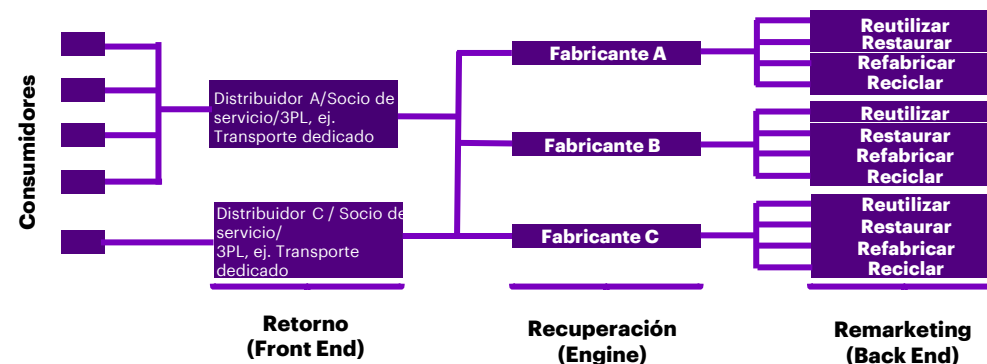 Consumidores
Distribuidor A/Socio de
servicio/3PL, ej.
Transporte dedicado
Distribuidor C / Socio de
servicio/
3PL, ej. Transporte
dedicado
Fabricante A
Fabricante B
Fabricante C
Reutilizar
Restaurar
Refabricar
Reciclar
Reutilizar
Restaurar
Refabricar
Reciclar
Reutilizar
Restaurar
Refabricar
Reciclar
Retorno
(Front End)
Recuperación
(Engine)
Remarketing
(Back End)